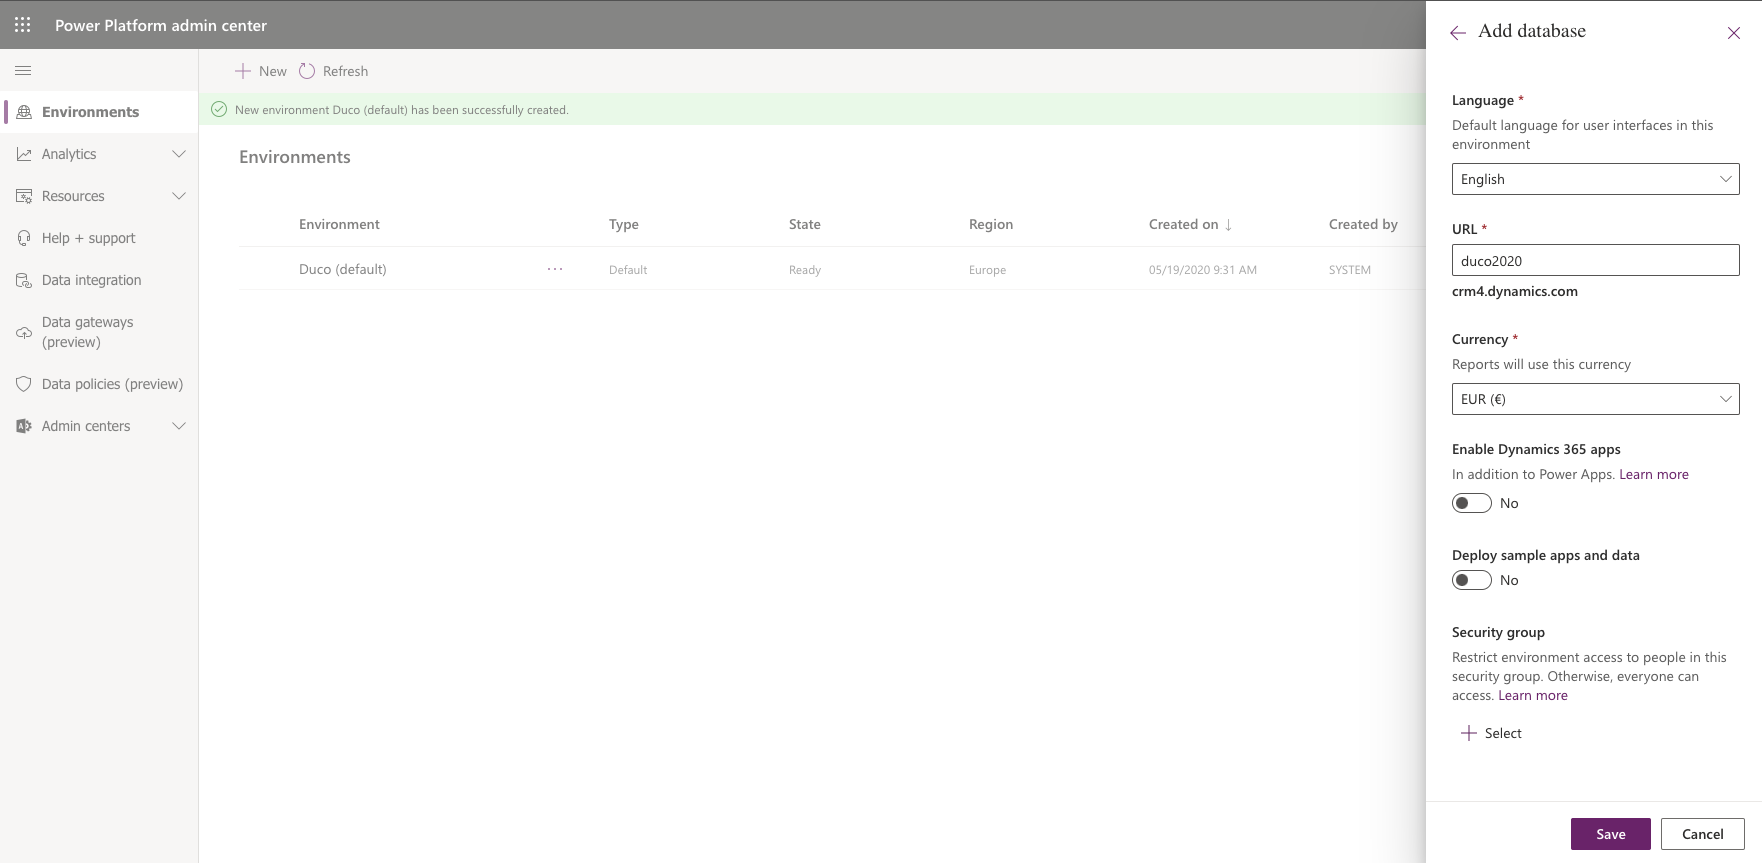 Power Platform admin center
New
Refresh
Environments
Analytics
Resources
Help + support
Data integration
Data gateways
(preview)
Data policies (preview)
Admin centers
New environment Duco (default) has been successfully created.
Environments
Environment Type State Region Created on ↓ Created by
Duco (default) ··· Default Ready Europe 05/19/2020 9:31 AM SYSTEM
Add database
Language *
Default language for user interfaces in this
environment
English
URL *
duco2020
crm4.dynamics.com
Currency *
Reports will use this currency
EUR (€)
Enable Dynamics 365 apps
In addition to Power Apps. Learn more
No
Deploy sample apps and data
No
Security group
Restrict environment access to people in this
security group. Otherwise, everyone can
access. Learn more
Select
Save
Cancel